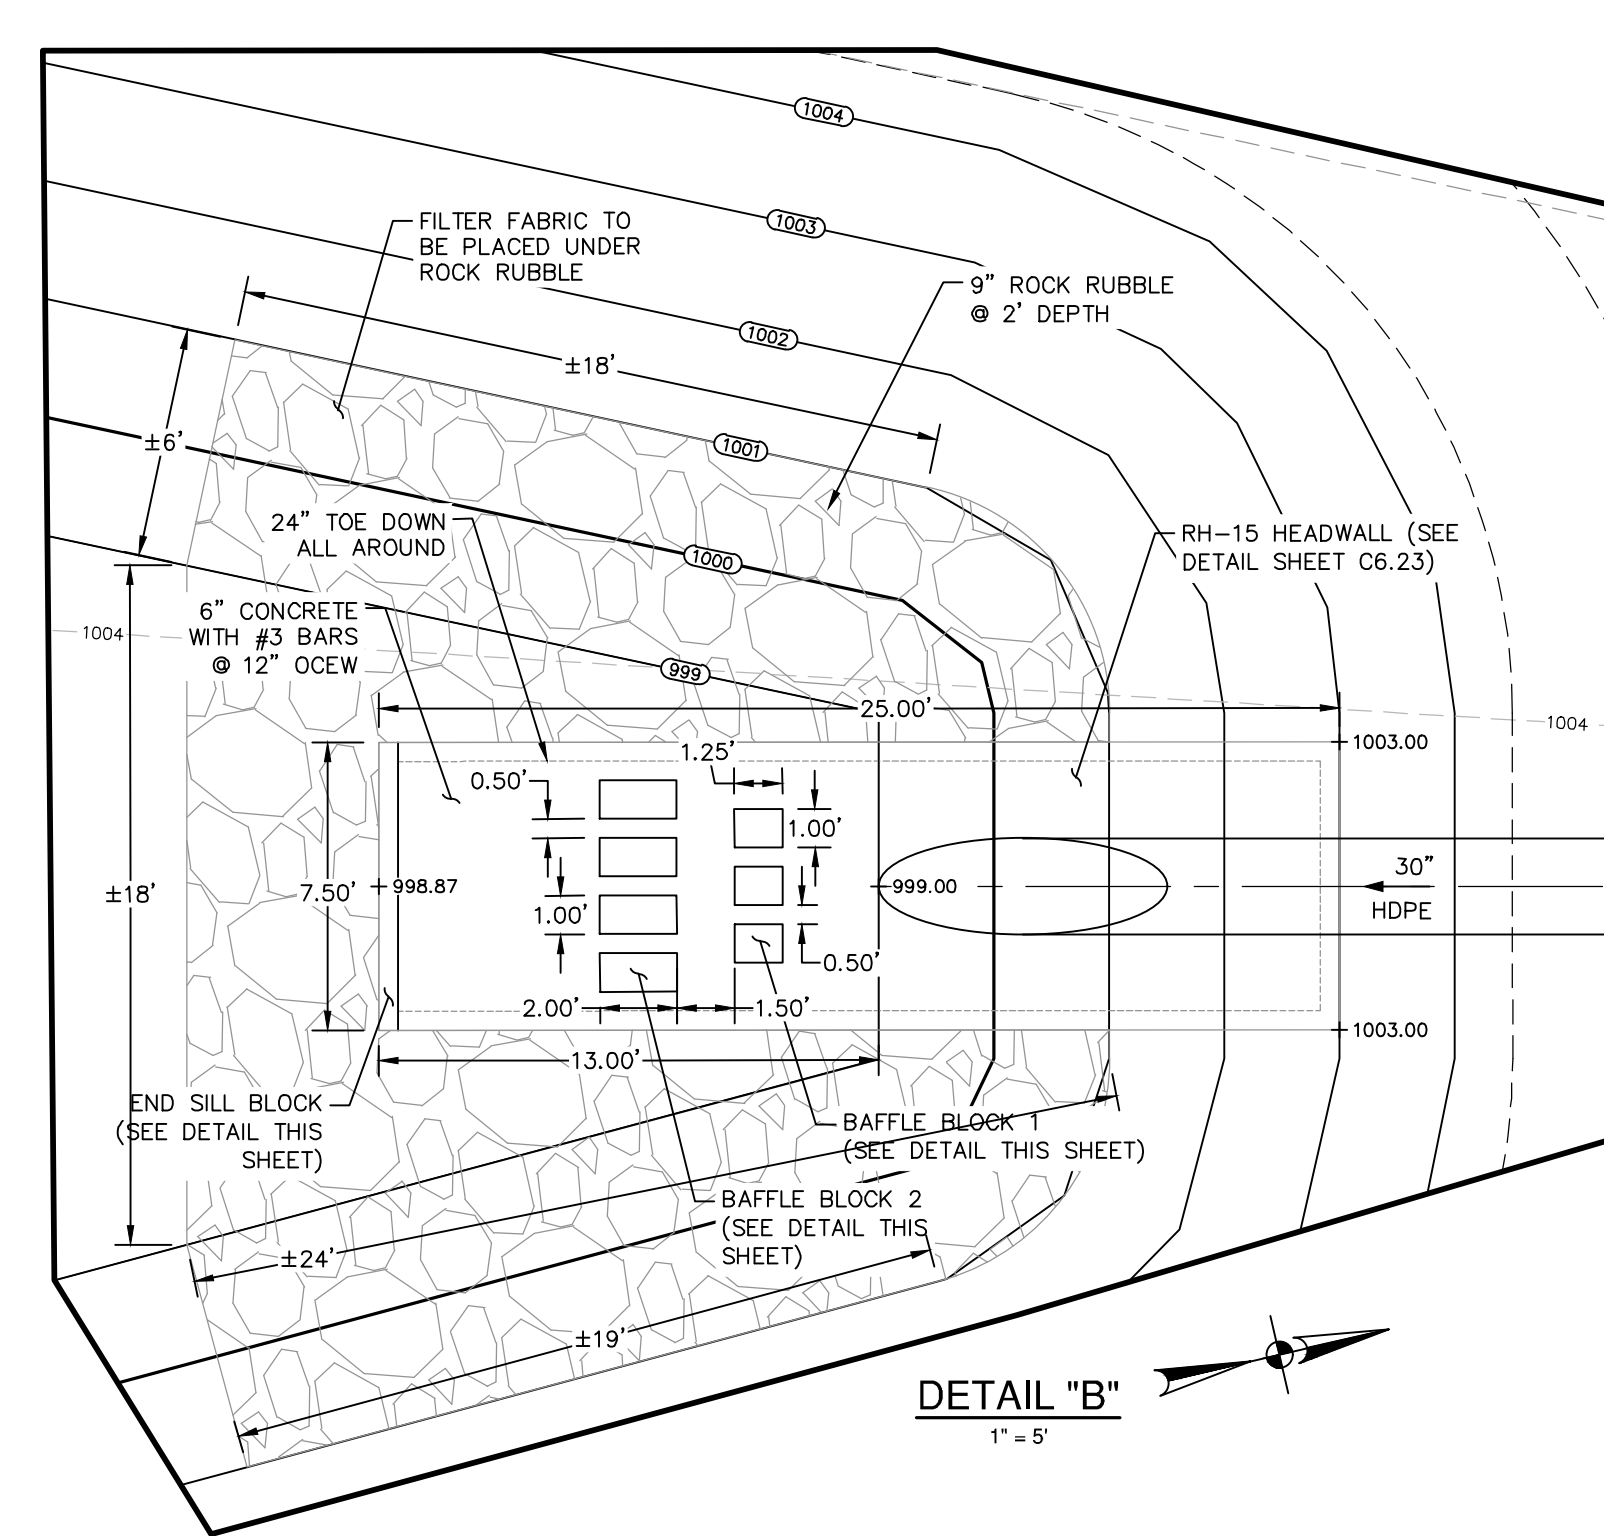 1004
1003
FILTER FABRIC TO
BE PLACED UNDER
ROCK RUBBLE
9" ROCK RUBBLE
@ 2' DEPTH
1002
±18'
±6'
1001
24" TOE DOWN
ALL AROUND
1000
RH-15 HEADWALL (SEE
DETAIL SHEET C6.23)
6" CONCRETE
WITH #3 BARS
@ 12" OCEW
1004
999
25.00'
1004
1003.00
1.25'
0.50'
1.00'
±18'
7.50'
998.87
999.00
30"
HDPE
1.00'
0.50'
2.00'
1.50'
1003.00
13.00'
END SILL BLOCK
(SEE DETAIL THIS
SHEET)
BAFFLE BLOCK 1
(SEE DETAIL THIS SHEET)
BAFFLE BLOCK 2
(SEE DETAIL THIS
SHEET)
±24'
±19'
DETAIL "B"
1" = 5'